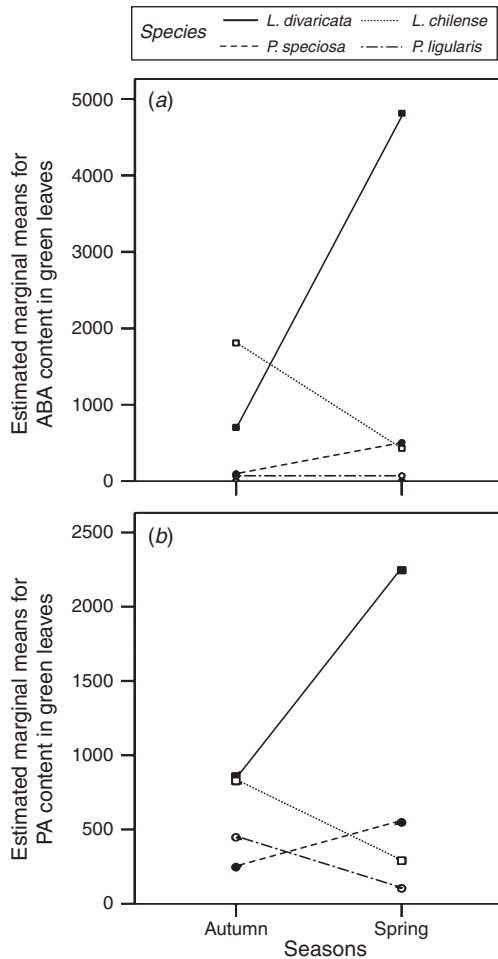 Species
L. divaricata
L. chilense
P. speciosa
P. ligularis
(a)
5000
4000
3000
2000
1000
0
Estimated marginal means for
ABA content in green leaves
(b)
2500
2000
1500
1000
500
0
Estimated marginal means for
PA content in green leaves
Autumn
Spring
Seasons